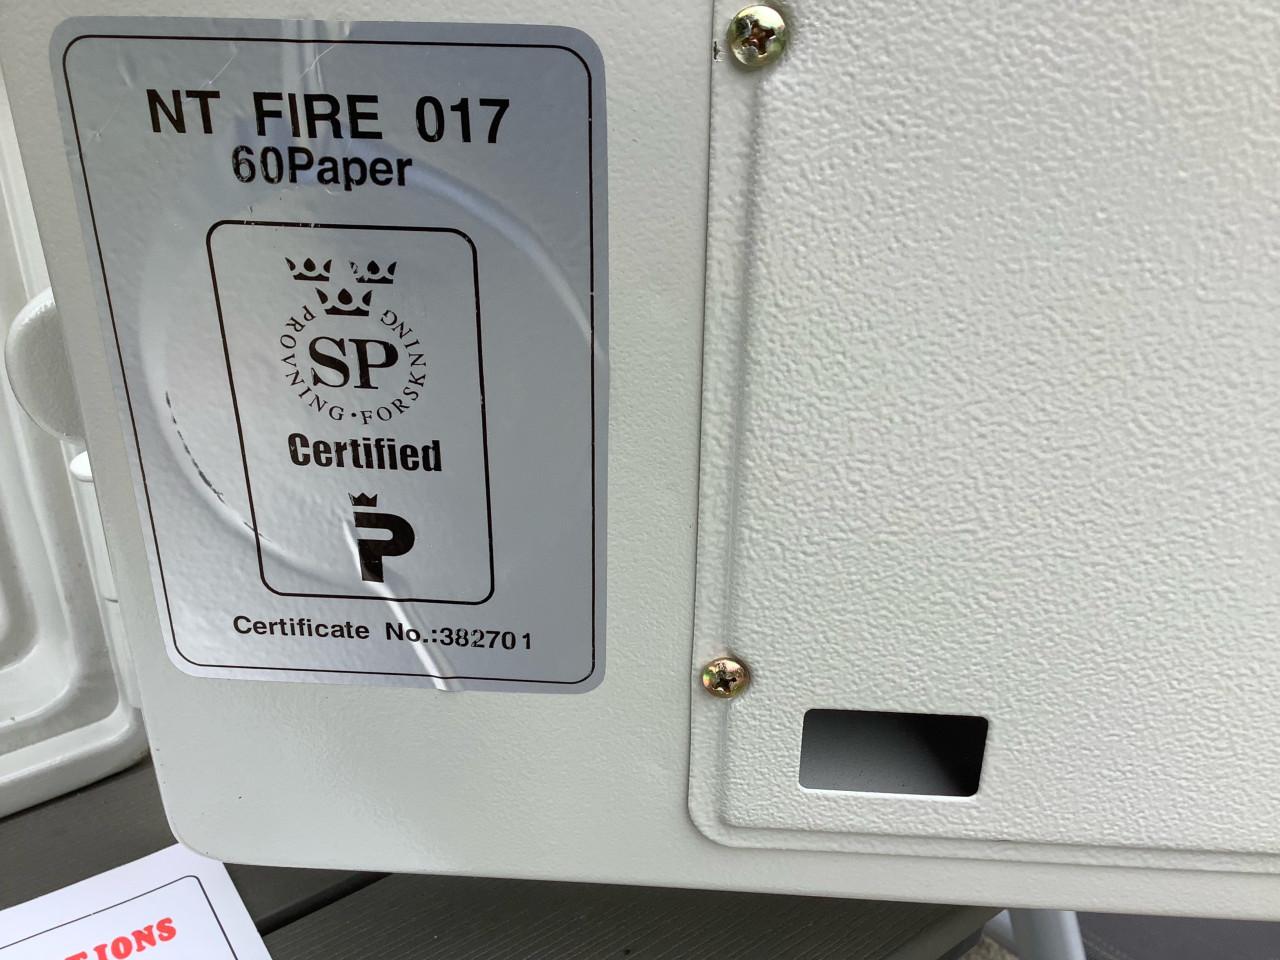 NT FIRE 017
60Paper
PROVNING · FORSKNING
SP
Certified
P
Certificate No.:382701